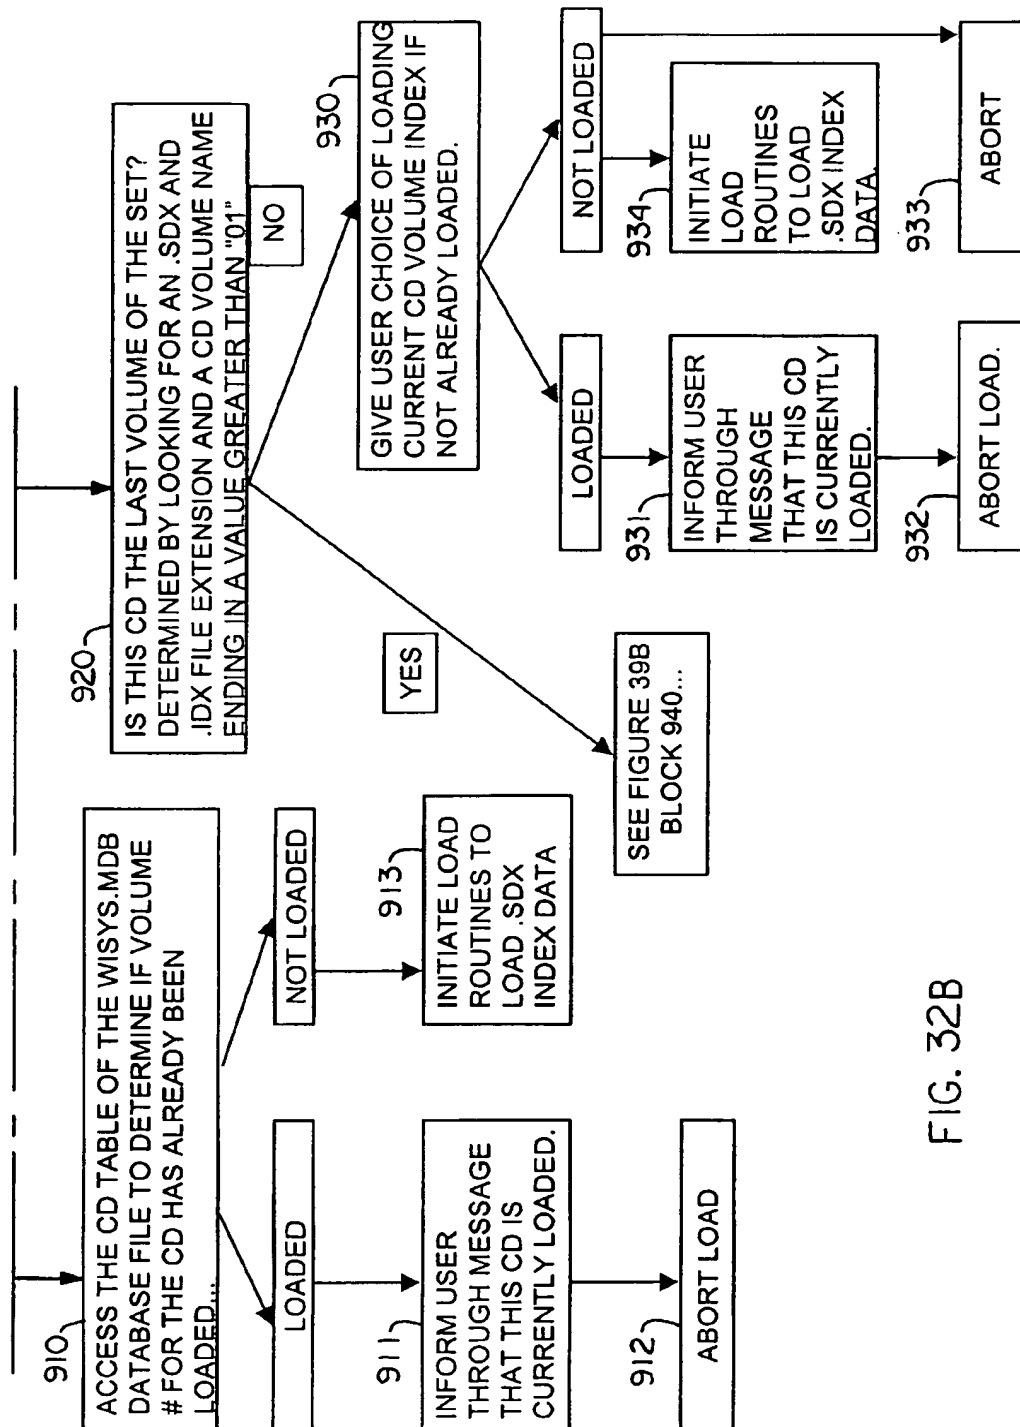 910
ACCESS THE CD TABLE OF THE WISYS.MDB
DATABASE FILE TO DETERMINE IF VOLUME
# FOR THE CD HAS ALREADY BEEN
LOADED...
LOADED
NOT LOADED
911
INFORM USER
THROUGH MESSAGE
THAT THIS CD IS
CURRENTLY LOADED.
913
INITIATE LOAD
ROUTINES TO
LOAD .SDX
INDEX DATA
912
ABORT LOAD
920
IS THIS CD THE LAST VOLUME OF THE SET?
DETERMINED BY LOOKING FOR AN .SDX AND
.IDX FILE EXTENSION AND A CD VOLUME NAME
ENDING IN A VALUE GREATER THAN "01"
YES
NO
SEE FIGURE 39B
BLOCK 940...
930
GIVE USER CHOICE OF LOADING
CURRENT CD VOLUME INDEX IF
NOT ALREADY LOADED.
LOADED
NOT LOADED
931
INFORM USER
THROUGH
MESSAGE
THAT THIS CD
IS CURRENTLY
LOADED.
934
INITIATE
LOAD
ROUTINES
TO LOAD
.SDX INDEX
DATA.
932
ABORT LOAD.
933
ABORT
FIG. 32B